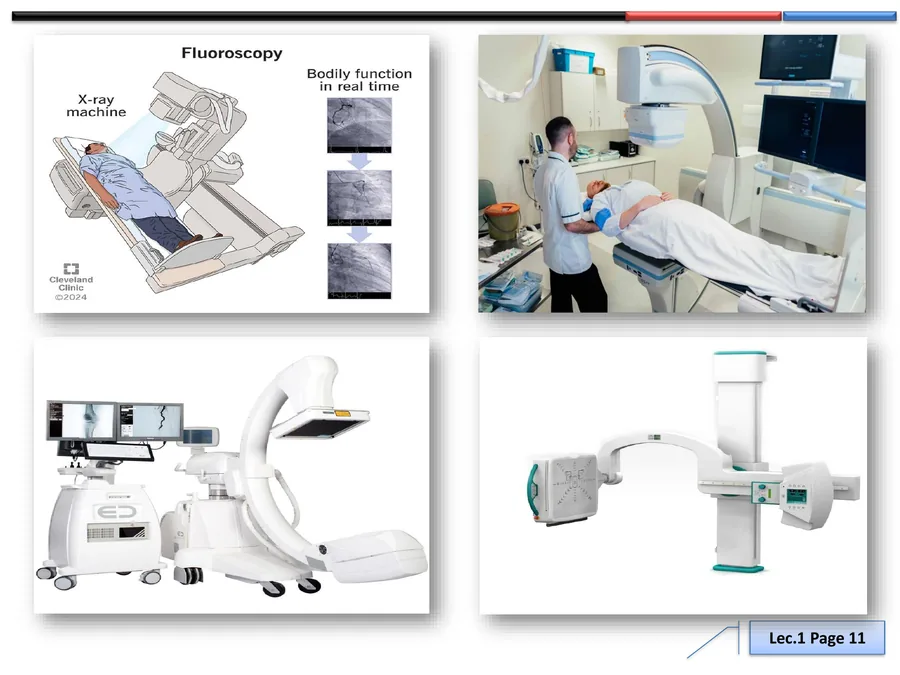 Fluoroscopy
X-ray
machine
Bodily function
in real time
Cleveland
Clinic
©2024
Lec.1 Page 11